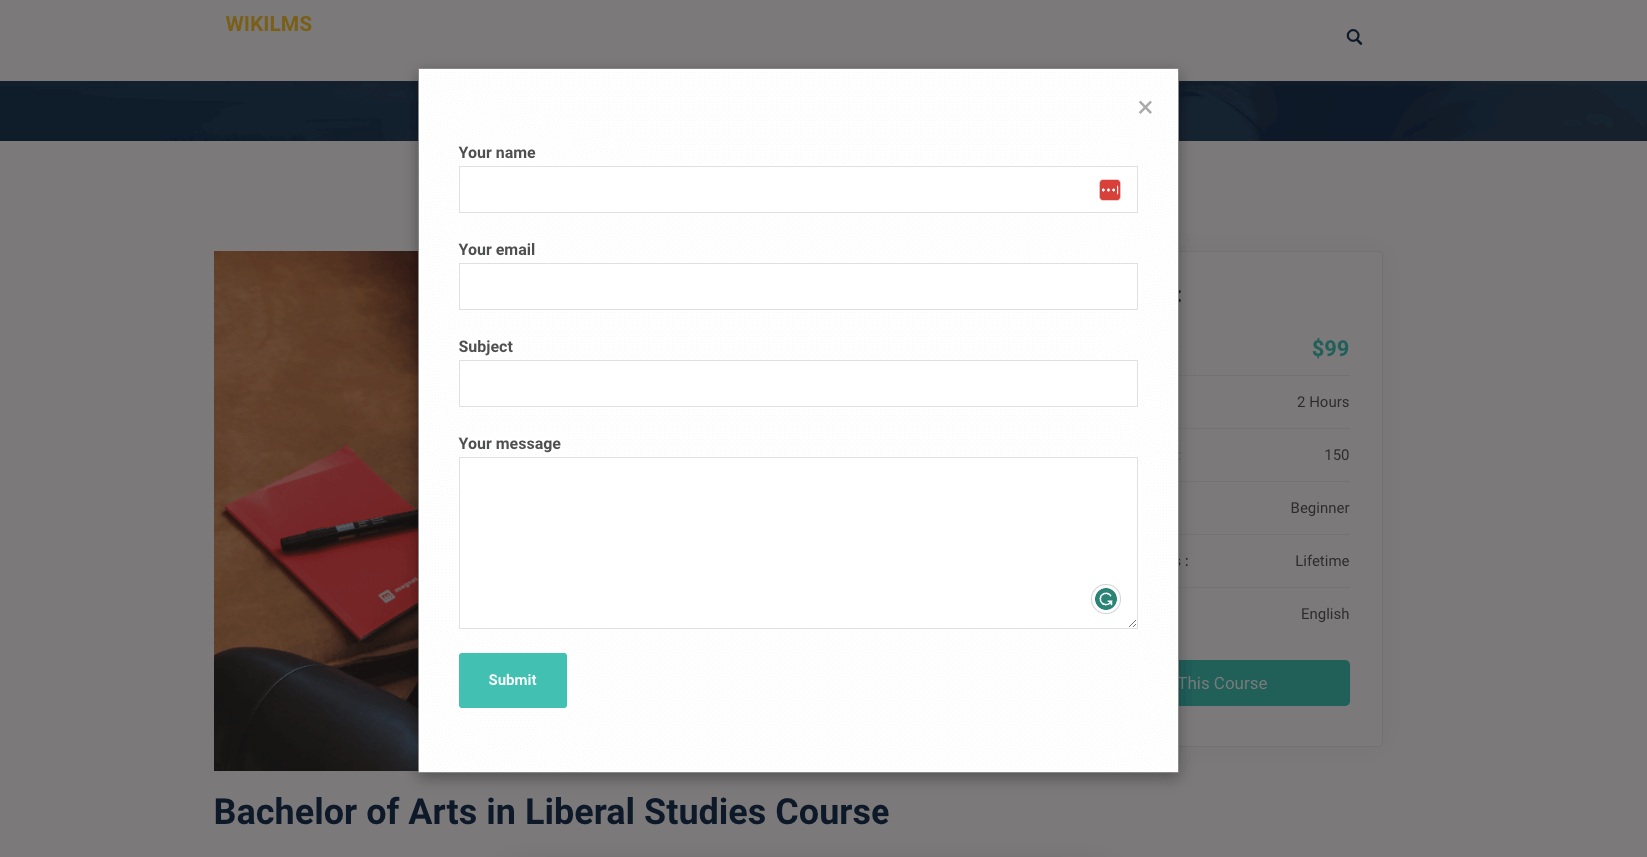 WIKILMS
×
Your name
Your email
Subject
Your message
Submit
$99
2 Hours
150
Beginner
:
Lifetime
English
This Course
Bachelor of Arts in Liberal Studies Course